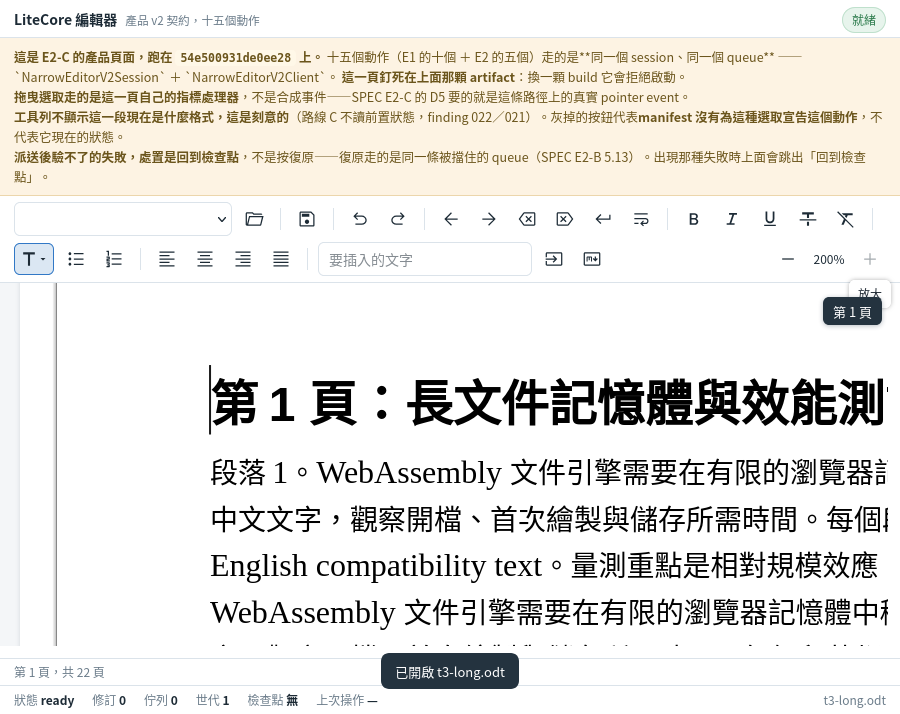 LiteCore 編輯器 產品 v2 契約，十五個動作 就緒
這是 E2-C 的產品頁面，跑在 54e500931de0ee28 上。 十五個動作（E1 的十個 ＋ E2 的五個）走的是**同一個 session、同一個 queue** ——
`NarrowEditorV2Session` ＋ `NarrowEditorV2Client`。 這一頁釘死在上面那顆 artifact：換一顆 build 它會拒絕啟動。
拖曳選取走的是這一頁自己的指標處理器，不是合成事件——SPEC E2-C 的 D5 要的就是這條路徑上的真實 pointer event。
工具列不顯示這一段現在是什麼格式，這是刻意的（路線 C 不讀前置狀態，finding 022／021）。灰掉的按鈕代表manifest 沒有為這種選取宣告這個動作，不
代表它現在的狀態。
派送後驗不了的失敗，處置是回到檢查點，不是按復原——復原走的是同一條被擋住的 queue（SPEC E2-B 5.13）。出現那種失敗時上面會跳出「回到檢查
點」。
要插入的文字
200%
放大
第 1 頁
第 1 頁：長文件記憶體與效能測
段落 1。WebAssembly 文件引擎需要在有限的瀏覽器
中文文字，觀察開檔、首次繪製與儲存所需時間。每個
English compatibility text。量測重點是相對規模效應
WebAssembly 文件引擎需要在有限的瀏覽器記憶體中
已開啟 t3-long.odt
第 1 頁，共 22 頁
狀態 ready 修訂 0 佇列 0 世代 1 檢查點 無 上次操作 — t3-long.odt